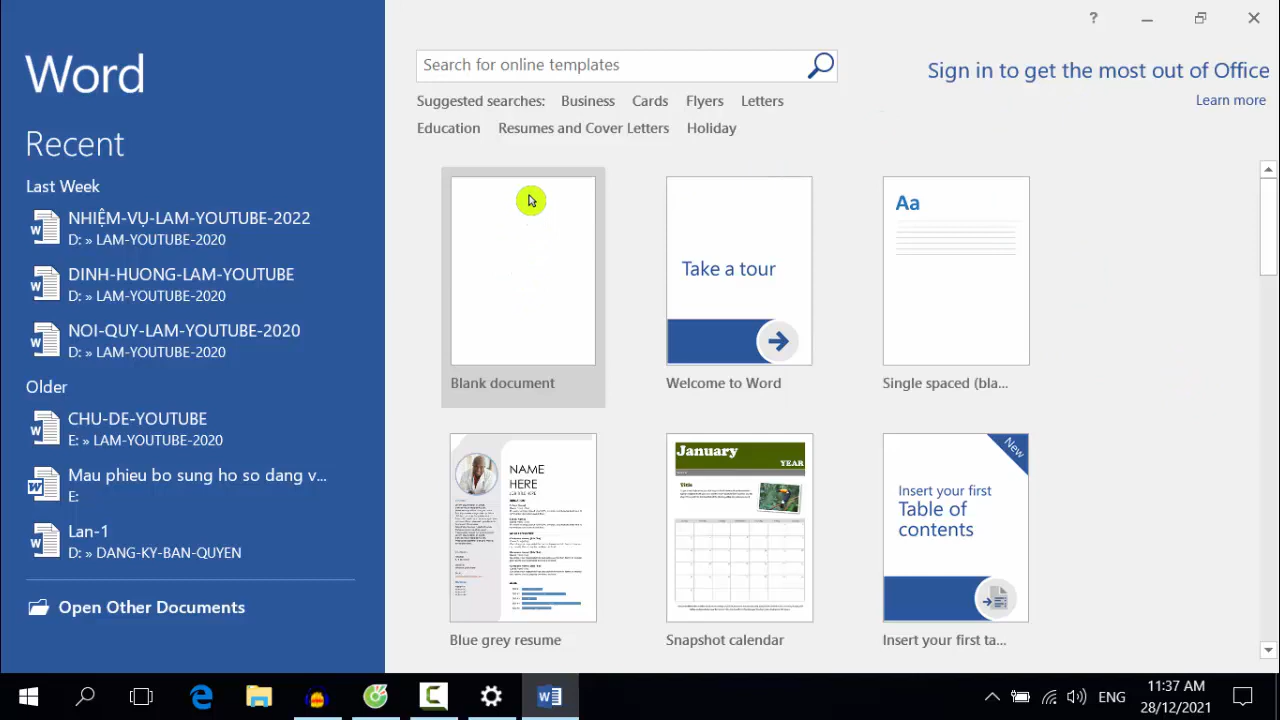 Word
Recent
Last Week
NHIỆM-VỤ-LAM-YOUTUBE-2022
D: » LAM-YOUTUBE-2020
DINH-HUONG-LAM-YOUTUBE
D: » LAM-YOUTUBE-2020
NOI-QUY-LAM-YOUTUBE-2020
D: » LAM-YOUTUBE-2020
Older
CHU-DE-YOUTUBE
E: » LAM-YOUTUBE-2020
Mau phieu bo sung ho so dang v...
E:
Lan-1
D: » DANG-KY-BAN-QUYEN
Open Other Documents
?
Search for online templates
Sign in to get the most out of Office
Learn more
Suggested searches: Business Cards Flyers Letters
Education Resumes and Cover Letters Holiday
Take a tour
Aa
Blank document
Welcome to Word
Single spaced (bla...
NAME
HERE
January
YEAR
Title
New
Insert your first
Table of
contents
Blue grey resume
Snapshot calendar
Insert your first ta...
ENG
11:37 AM
28/12/2021